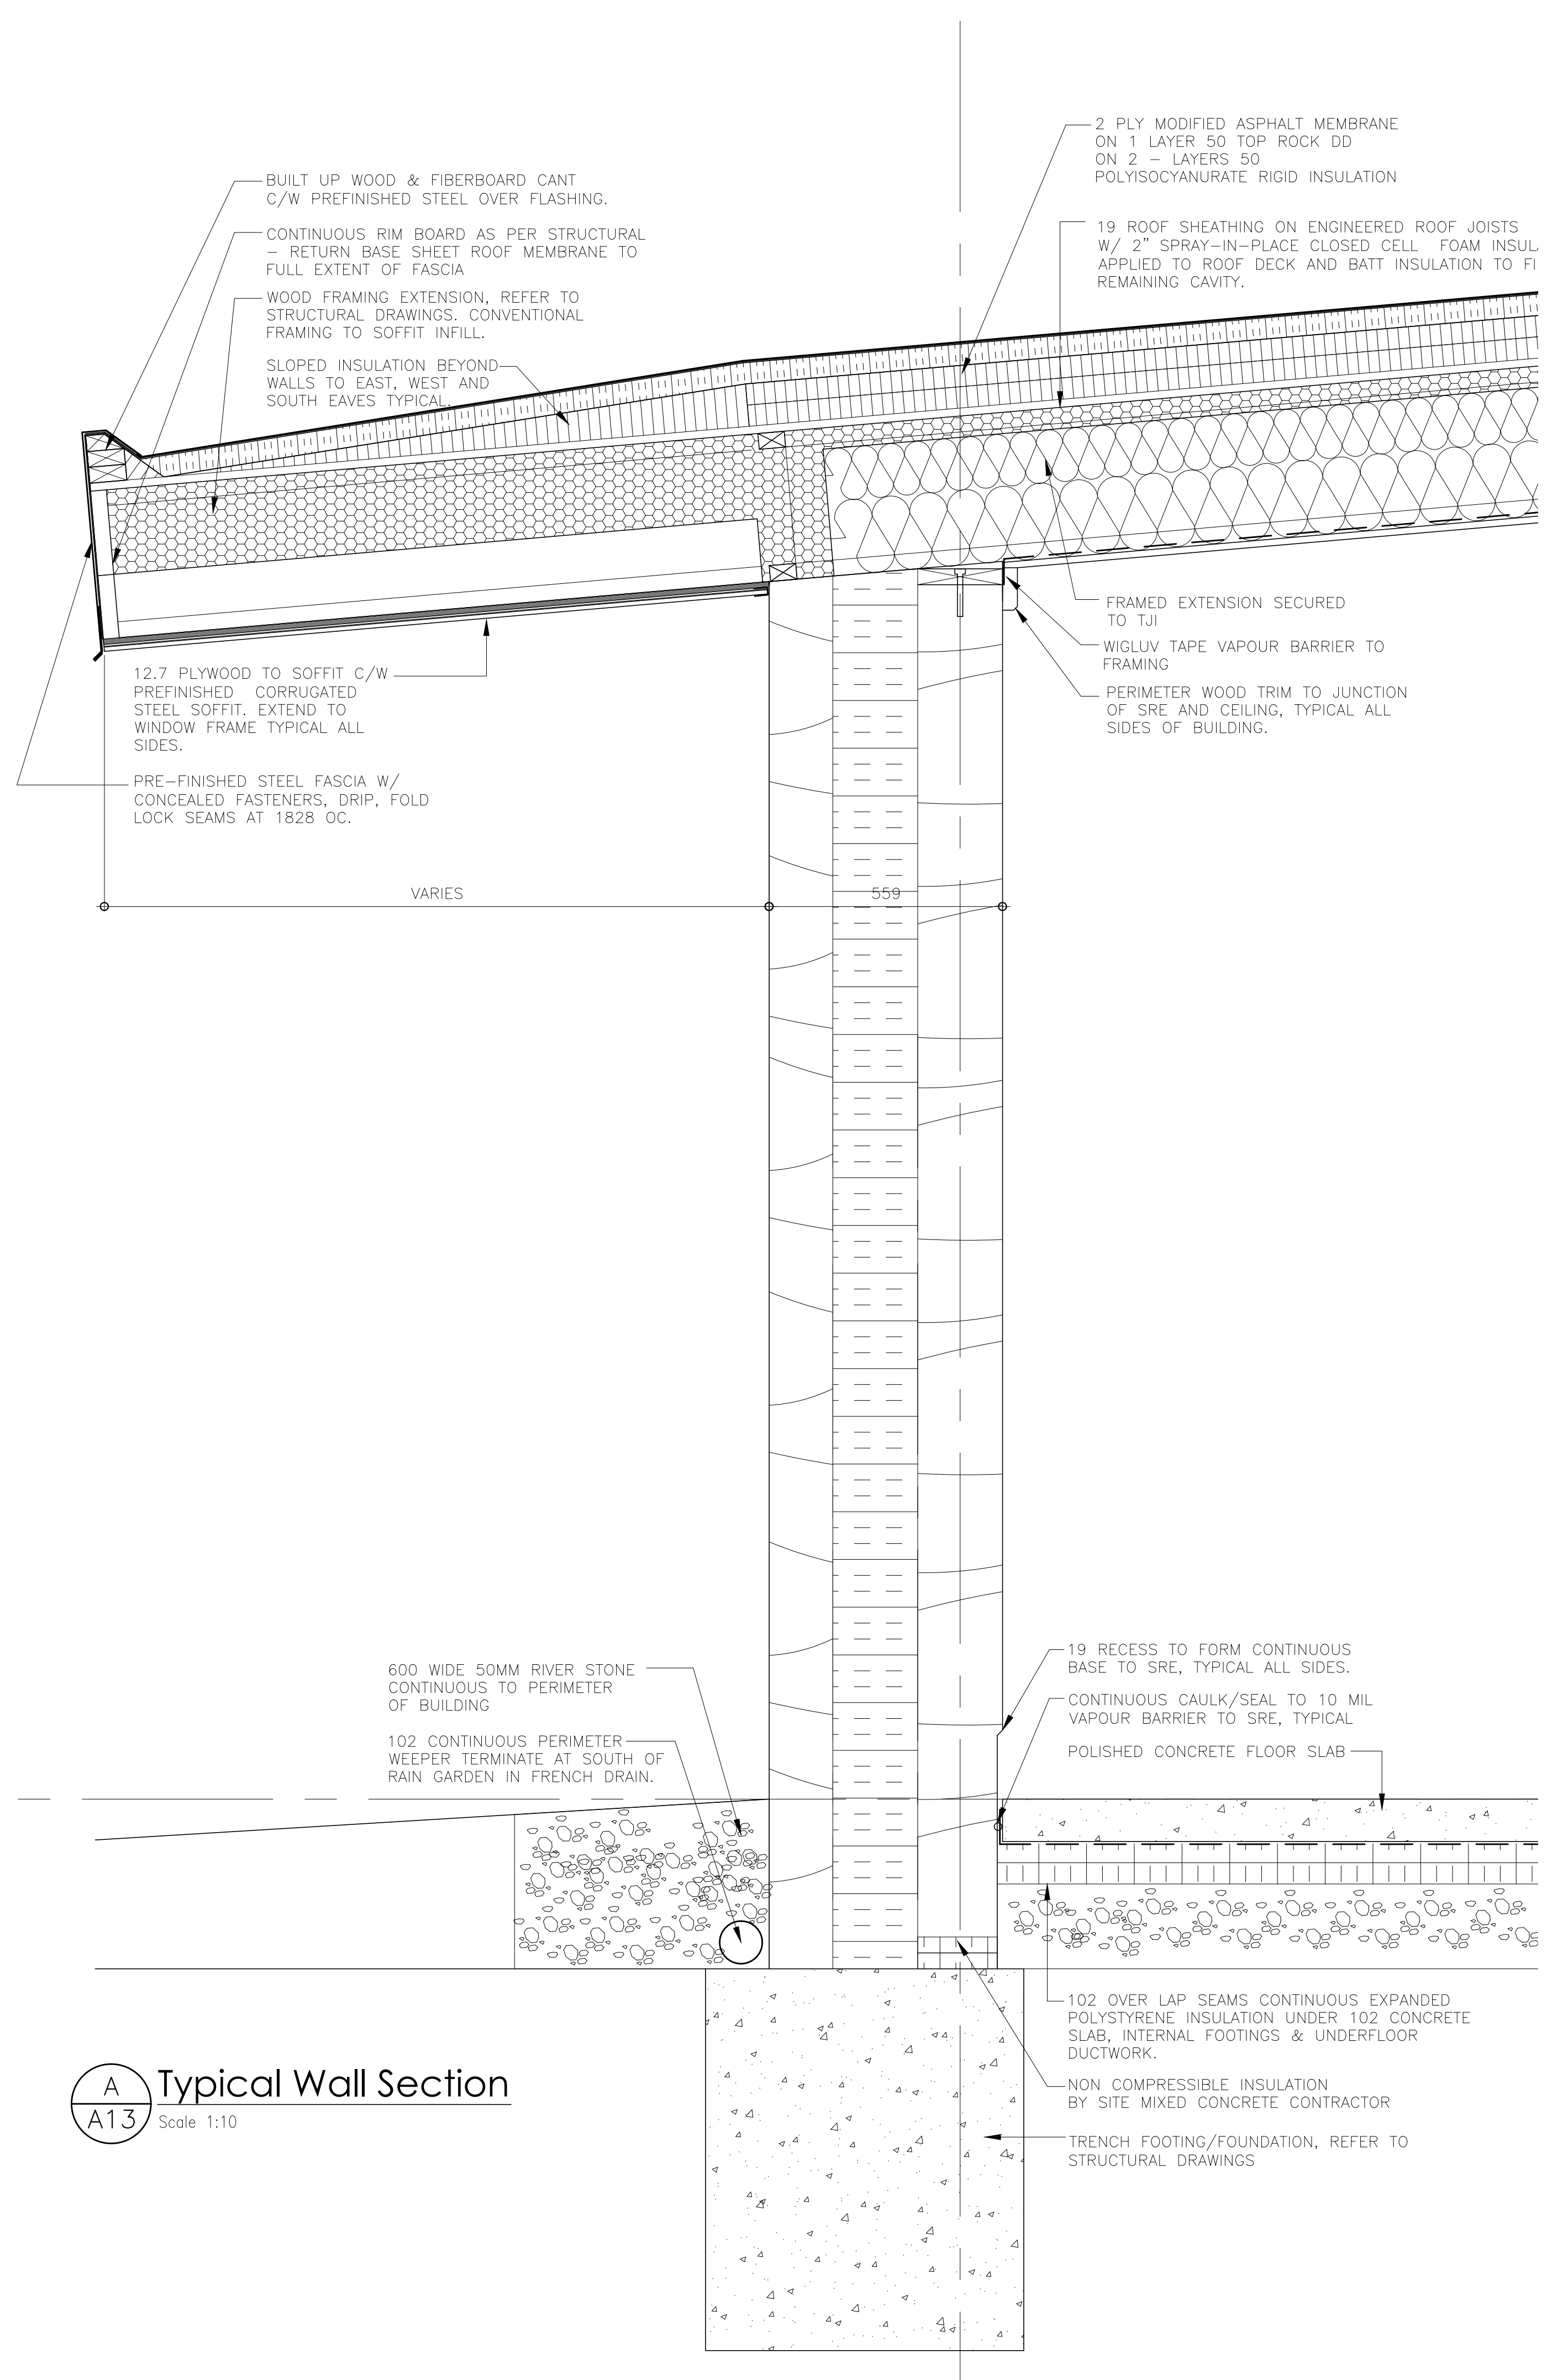 2 PLY MODIFIED ASPHALT MEMBRANE
ON 1 LAYER 50 TOP ROCK DD
ON 2 – LAYERS 50
POLYISOCYANURATE RIGID INSULATION
BUILT UP WOOD & FIBERBOARD CANT
C/W PREFINISHED STEEL OVER FLASHING.
CONTINUOUS RIM BOARD AS PER STRUCTURAL
– RETURN BASE SHEET ROOF MEMBRANE TO
FULL EXTENT OF FASCIA
19 ROOF SHEATHING ON ENGINEERED ROOF JOISTS
W/ 2" SPRAY–IN–PLACE CLOSED CELL FOAM INSUL
APPLIED TO ROOF DECK AND BATT INSULATION TO FI
REMAINING CAVITY.
WOOD FRAMING EXTENSION, REFER TO
STRUCTURAL DRAWINGS. CONVENTIONAL
FRAMING TO SOFFIT INFILL.
SLOPED INSULATION BEYOND
WALLS TO EAST, WEST AND
SOUTH EAVES TYPICAL.
FRAMED EXTENSION SECURED
TO TJI
WIGLUV TAPE VAPOUR BARRIER TO
FRAMING
PERIMETER WOOD TRIM TO JUNCTION
OF SRE AND CEILING, TYPICAL ALL
SIDES OF BUILDING.
12.7 PLYWOOD TO SOFFIT C/W
PREFINISHED CORRUGATED
STEEL SOFFIT. EXTEND TO
WINDOW FRAME TYPICAL ALL
SIDES.
PRE–FINISHED STEEL FASCIA W/
CONCEALED FASTENERS, DRIP, FOLD
LOCK SEAMS AT 1828 OC.
VARIES
559
19 RECESS TO FORM CONTINUOUS
BASE TO SRE, TYPICAL ALL SIDES.
600 WIDE 50MM RIVER STONE
CONTINUOUS TO PERIMETER
OF BUILDING
CONTINUOUS CAULK/SEAL TO 10 MIL
VAPOUR BARRIER TO SRE, TYPICAL
102 CONTINUOUS PERIMETER
WEEPER TERMINATE AT SOUTH OF
RAIN GARDEN IN FRENCH DRAIN.
POLISHED CONCRETE FLOOR SLAB
102 OVER LAP SEAMS CONTINUOUS EXPANDED
POLYSTYRENE INSULATION UNDER 102 CONCRETE
SLAB, INTERNAL FOOTINGS & UNDERFLOOR
DUCTWORK.
NON COMPRESSIBLE INSULATION
BY SITE MIXED CONCRETE CONTRACTOR
TRENCH FOOTING/FOUNDATION, REFER TO
STRUCTURAL DRAWINGS
A
A13
Typical Wall Section
Scale 1:10